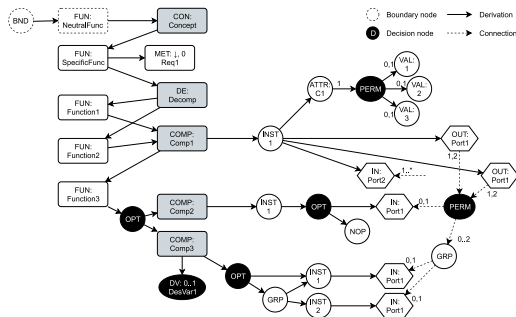 BND
FUN:
NeutralFunc
CON:
Concept
Boundary node
Derivation
D
Decision node
Connection
FUN:
SpecificFunc
MET: ↓, 0
Req1
DE:
Decomp
ATTR:
C1
1
PERM
0,1
VAL:
1
0,1
VAL:
2
0,1
VAL:
3
FUN:
Function1
COMP:
Comp1
INST
1
OUT:
Port1
FUN:
Function2
1,2
IN:
Port2
1..*
OUT:
Port1
1,2
FUN:
Function3
OPT
COMP:
Comp2
INST
1
OPT
0,1
IN:
Port1
PERM
NOP
COMP:
Comp3
0..2
GRP
DV: 0..1
DesVar1
OPT
INST
1
IN:
Port1
0,1
GRP
INST
2
IN:
Port1
0,1